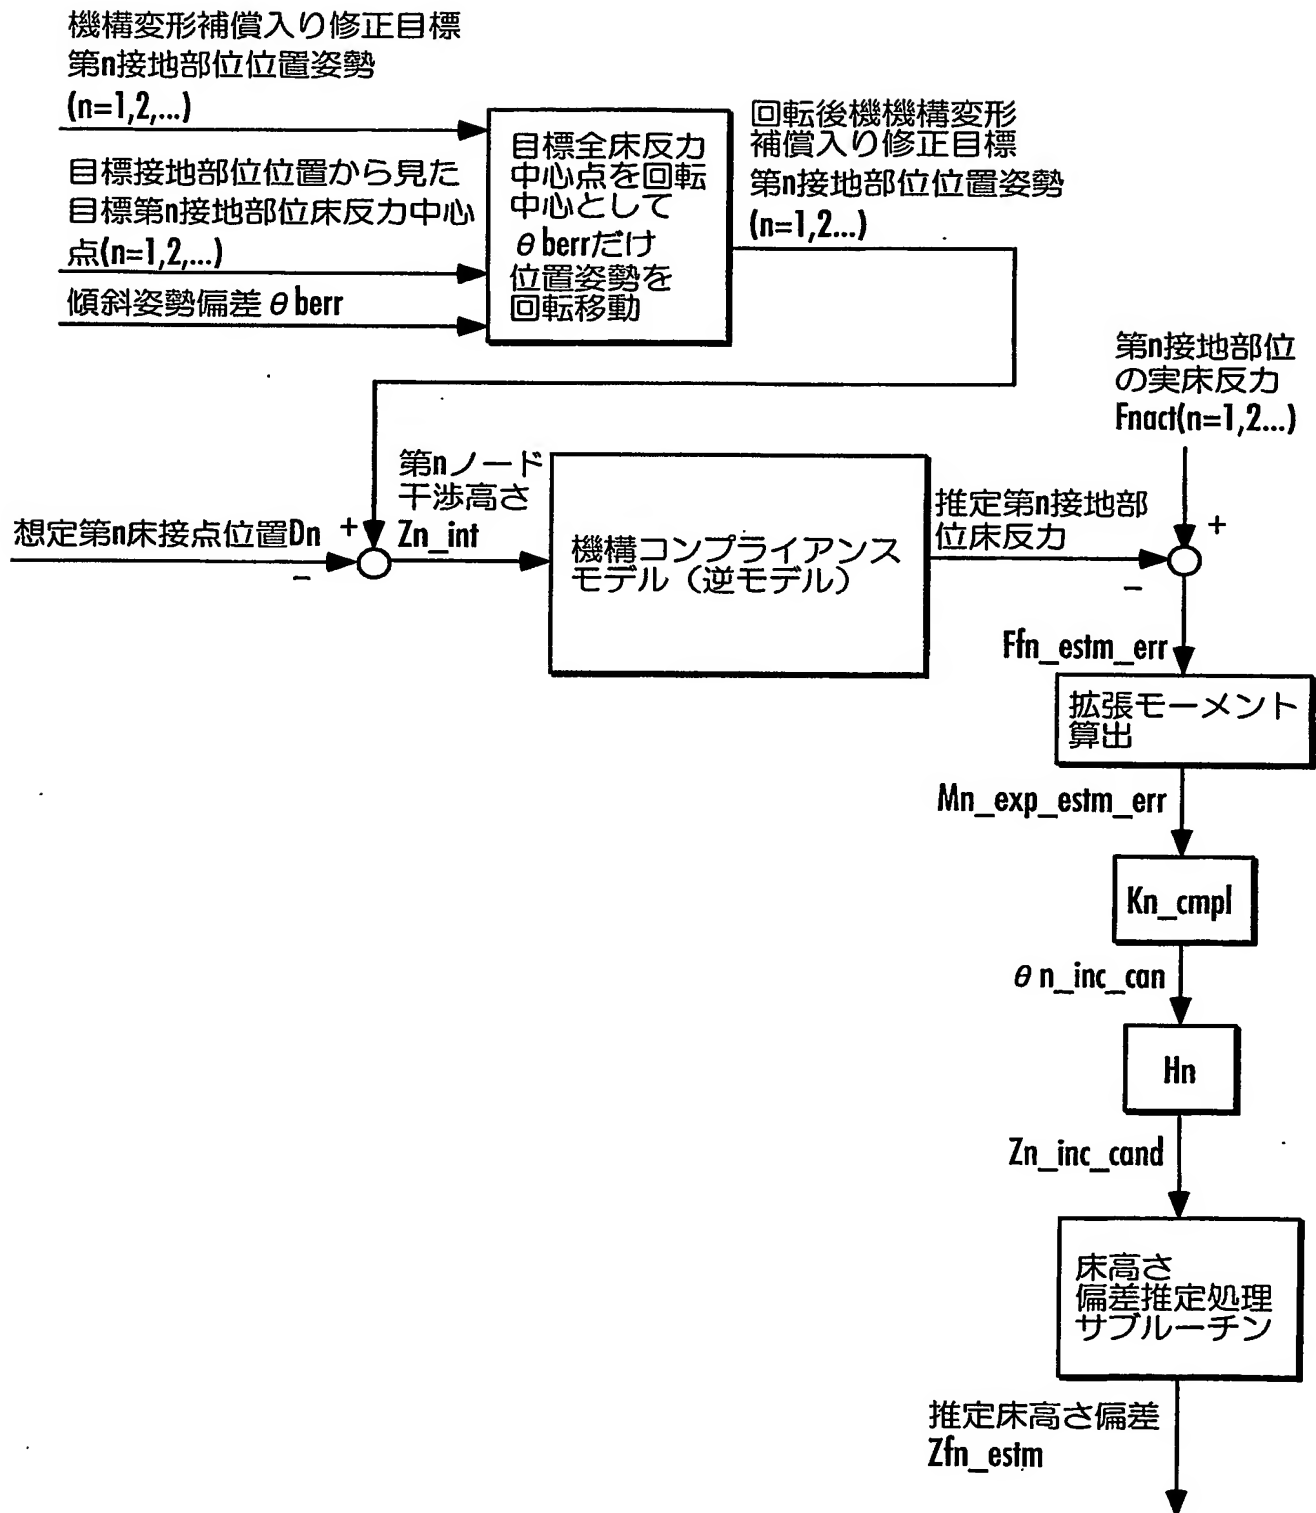 機構変形補償入り修正目標
第n接地部位位置姿勢
(n=1,2,...)
目標接地部位位置から見た
目標第n接地部位床反力中心
点(n=1,2,...)
傾斜姿勢偏差θberr
目標全床反力
中心点を回転
中心として
θberrだけ
位置姿勢を
回転移動
回転後機機構変形
補償入り修正目標
第n接地部位位置姿勢
(n=1,2...)
第n接地部位
の実床反力
Fnact(n=1,2...)
想定第n床接点位置Dn
+
−
第nノード
干渉高さ
Zn_int
機構コンプライアンス
モデル（逆モデル）
推定第n接地部
位床反力
+
−
Ffn_estm_err
拡張モーメント
算出
Mn_exp_estm_err
Kn_cmpl
θn_inc_can
Hn
Zn_inc_cand
床高さ
偏差推定処理
サブルーチン
推定床高さ偏差
Zfn_estm